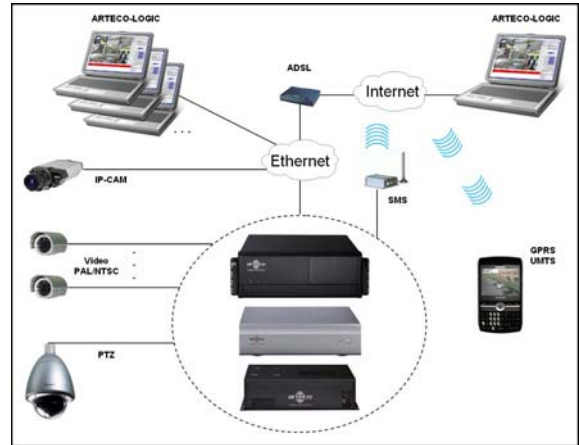 ARTECO-LOGIC
ARTECO-LOGIC
ADSL
Internet
. . .
Ethernet
IP-CAM
SMS
Video
PAL/NTSC
GPRS
UMTS
PTZ